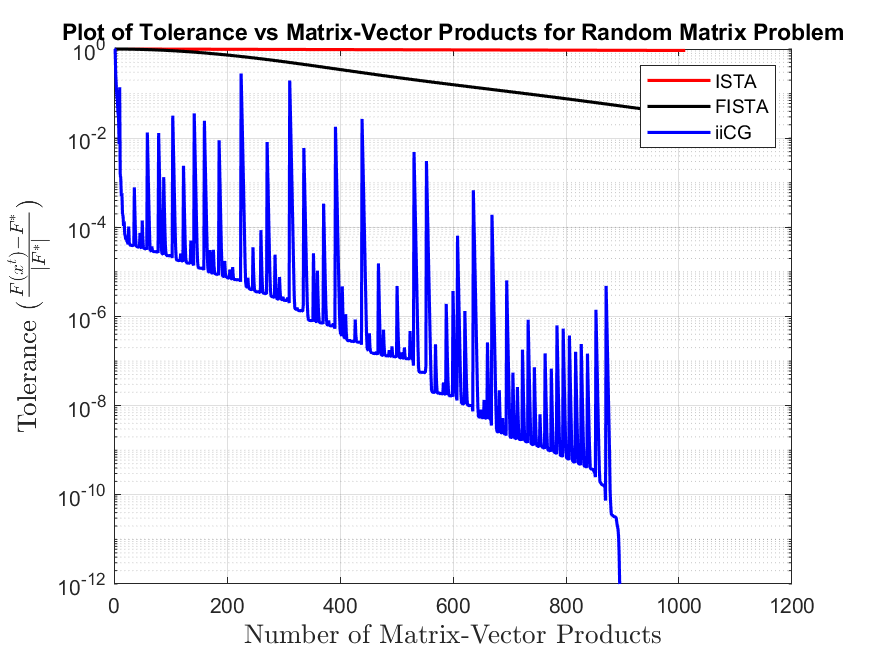 Plot of Tolerance vs Matrix-Vector Products for Random Matrix Problem
10^0
10^-2
10^-4
10^-6
10^-8
10^-10
10^-12
Tolerance (\frac{F(x^t)-F^*}{|F^*|})
ISTA
FISTA
iiCG
0 200 400 600 800 1000 1200
Number of Matrix-Vector Products